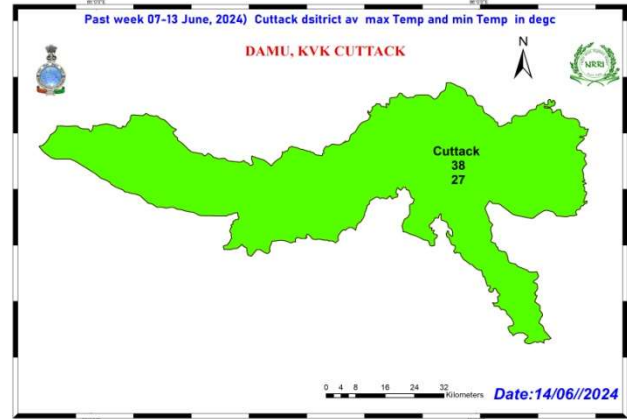 Past week 07-13 June, 2024) Cuttack dsitrict av max Temp and min Temp in degc
DAMU, KVK CUTTACK
N
NRRI
Cuttack
38
27
0 4 8 16 24 32
Kilometers
Date:14/06//2024